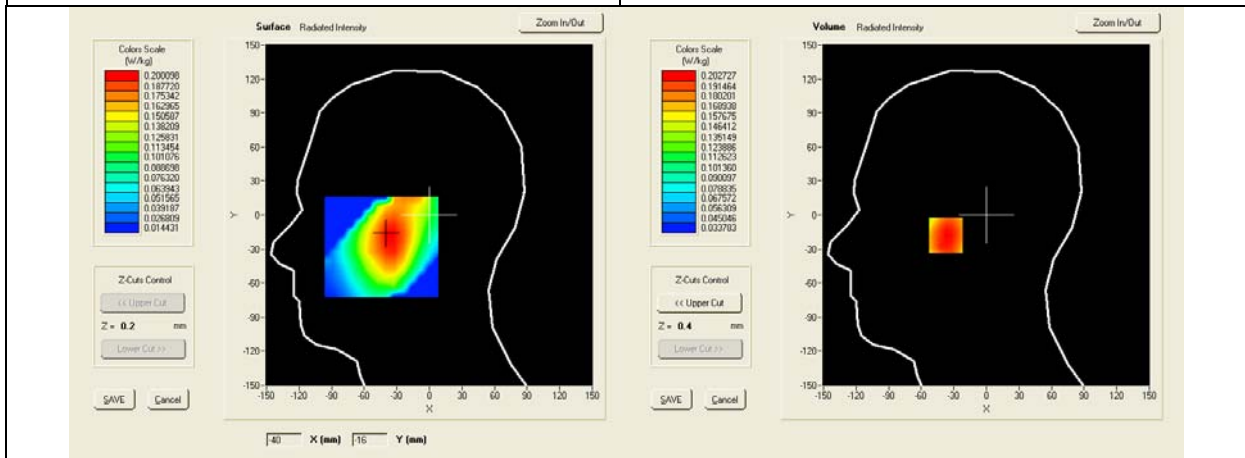 Surface Radiated Intensity
Zoom In/Out
Colors Scale
(W/kg)
0.200098
0.187720
0.175342
0.162965
0.150587
0.138209
0.125831
0.113454
0.101076
0.088698
0.076320
0.063943
0.051565
0.039187
0.026809
0.014431
Z-Cuts Control
<< Upper Cut
Z = 0.2 mm
Lower Cut >>
SAVE Cancel
Y
150
120
90
60
30
0
-30
-60
-90
-120
-150
-150 -120 -90 -60 -30 0 30 60 90 120 150
X
-40 X (mm) -16 Y (mm)
Volume Radiated Intensity
Zoom In/Out
Colors Scale
(W/kg)
0.202727
0.191464
0.180201
0.168938
0.157675
0.146412
0.135149
0.123886
0.112623
0.101360
0.090097
0.078835
0.067572
0.056309
0.045046
0.033783
Z-Cuts Control
<< Upper Cut
Z = 0.4 mm
Lower Cut >>
SAVE Cancel
Y
150
120
90
60
30
0
-30
-60
-90
-120
-150
-150 -120 -90 -60 -30 0 30 60 90 120 150
X